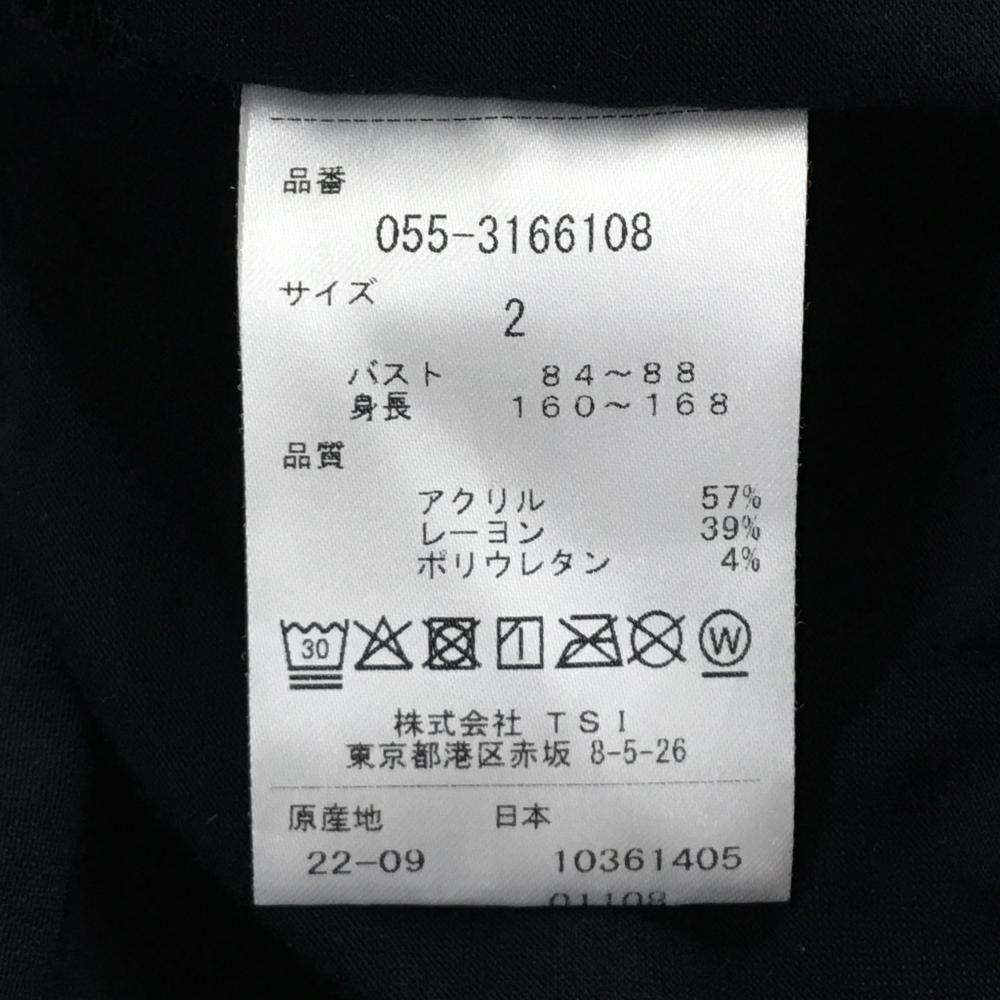 品番
055-3166108
サイズ
2
バスト 84～88
身長 160～168
品質
アクリル 57%
レーヨン 39%
ポリウレタン 4%
30 W
株式会社 TSI
東京都港区赤坂 8-5-26
原産地 日本
22-09 10361405
01108